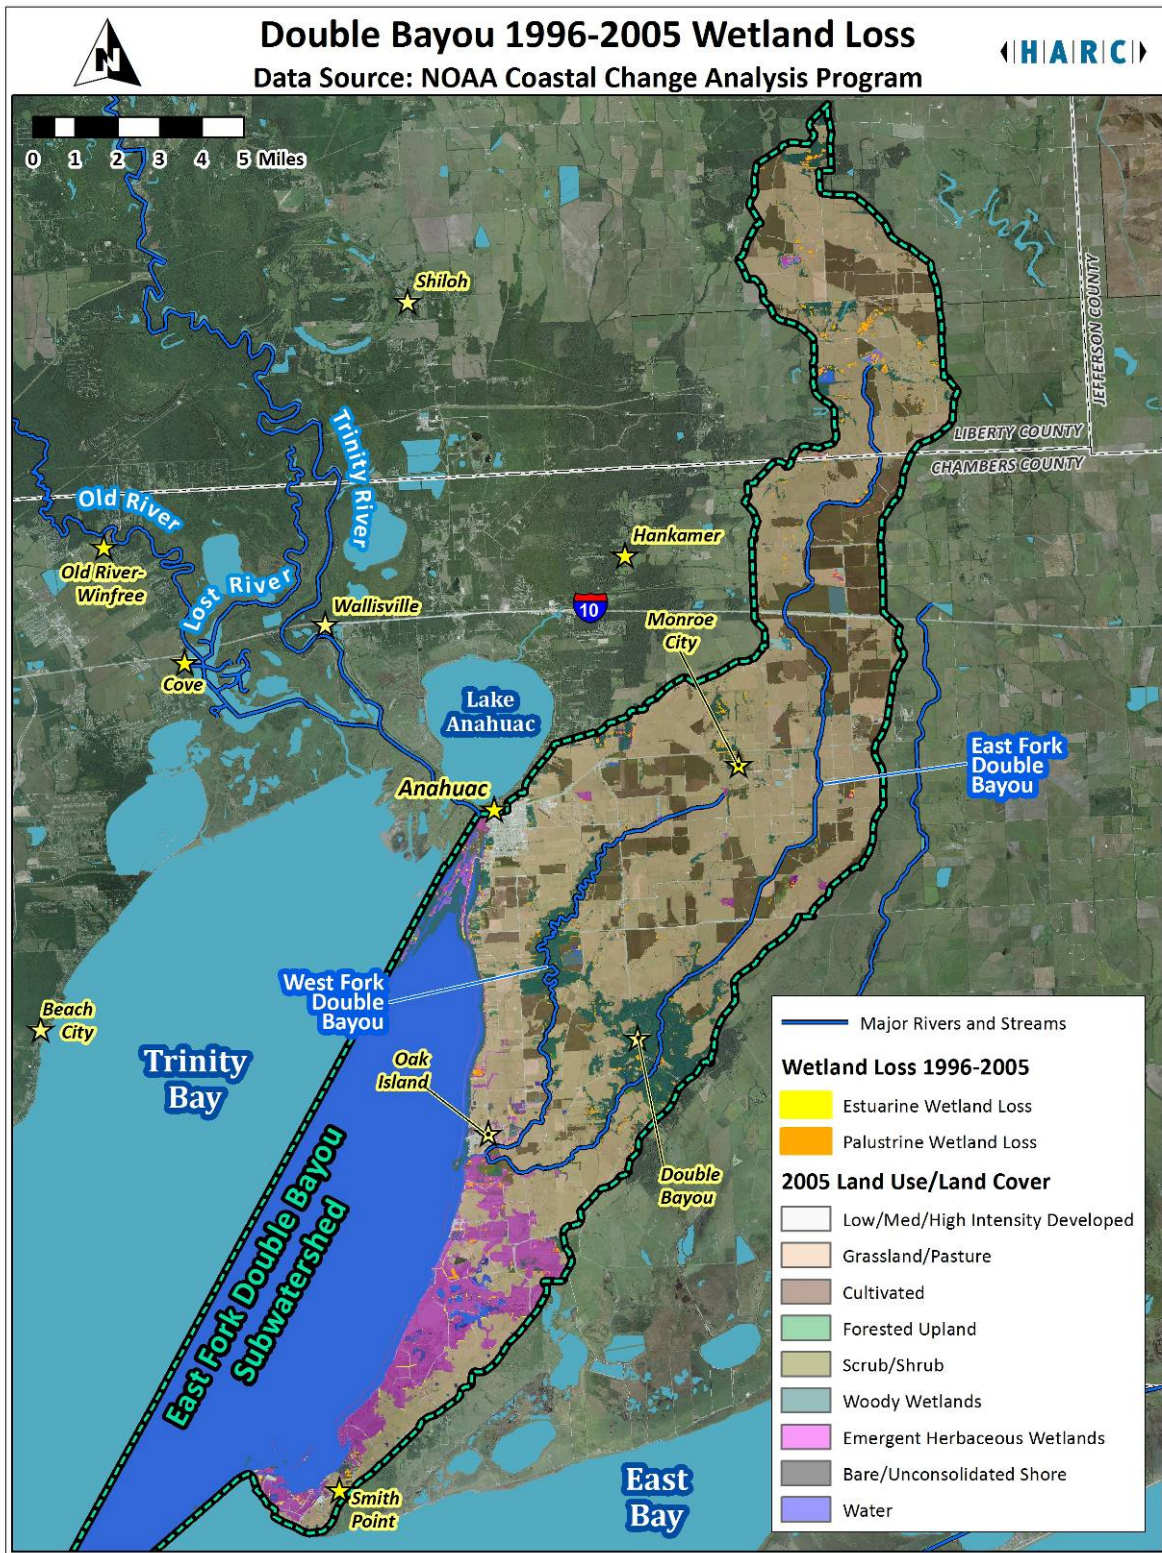 Double Bayou 1996-2005 Wetland Loss
Data Source: NOAA Coastal Change Analysis Program
N
H|A|R|C
0 1 2 3 4 5 Miles
Shiloh
JEFFERSON COUNTY
LIBERTY COUNTY
CHAMBERS COUNTY
Trinity River
Old River
Old River-
Winfree
Lost River
Hankamer
Wallisville
10
Monroe
City
Cove
Lake
Anahuac
East Fork
Double
Bayou
Anahuac
West Fork
Double
Bayou
Beach
City
Trinity
Bay
Oak
Island
Double
Bayou
East Fork Double Bayou
Subwatershed
Smith
Point
East
Bay
Major Rivers and Streams
Wetland Loss 1996-2005
Estuarine Wetland Loss
Palustrine Wetland Loss
2005 Land Use/Land Cover
Low/Med/High Intensity Developed
Grassland/Pasture
Cultivated
Forested Upland
Scrub/Shrub
Woody Wetlands
Emergent Herbaceous Wetlands
Bare/Unconsolidated Shore
Water